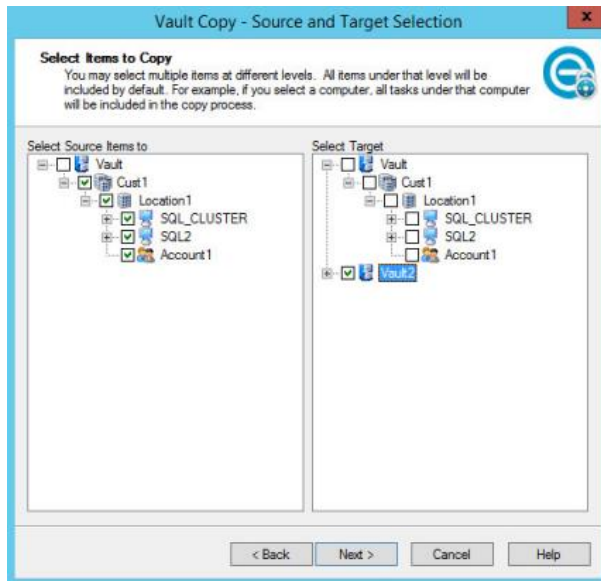 Vault Copy - Source and Target Selection
x
Select Items to Copy
You may select multiple items at different levels. All items under that level will be
included by default. For example, if you select a computer, all tasks under that computer
will be included in the copy process.
Select Source Items to
Vault
Cust1
Location1
SQL_CLUSTER
SQL2
Account1
Select Target
Vault
Cust1
Location1
SQL_CLUSTER
SQL2
Account1
Vault2
< Back
Next >
Cancel
Help